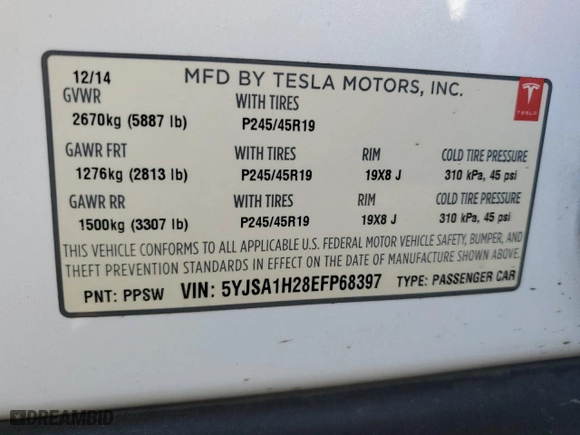 12/14 MFD BY TESLA MOTORS, INC.
TESLA
GVWR WITH TIRES
2670kg (5887 lb) P245/45R19
GAWR FRT WITH TIRES RIM COLD TIRE PRESSURE
1276kg (2813 lb) P245/45R19 19X8 J 310 kPa, 45 psi
GAWR RR WITH TIRES RIM COLD TIRE PRESSURE
1500kg (3307 lb) P245/45R19 19X8 J 310 kPa, 45 psi
THIS VEHICLE CONFORMS TO ALL APPLICABLE U.S. FEDERAL MOTOR VEHICLE SAFETY, BUMPER, AND
THEFT PREVENTION STANDARDS IN EFFECT ON THE DATE OF MANUFACTURE SHOWN ABOVE.
PNT: PPSW VIN: 5YJSA1H28EFP68397 TYPE: PASSENGER CAR
DREAMBID